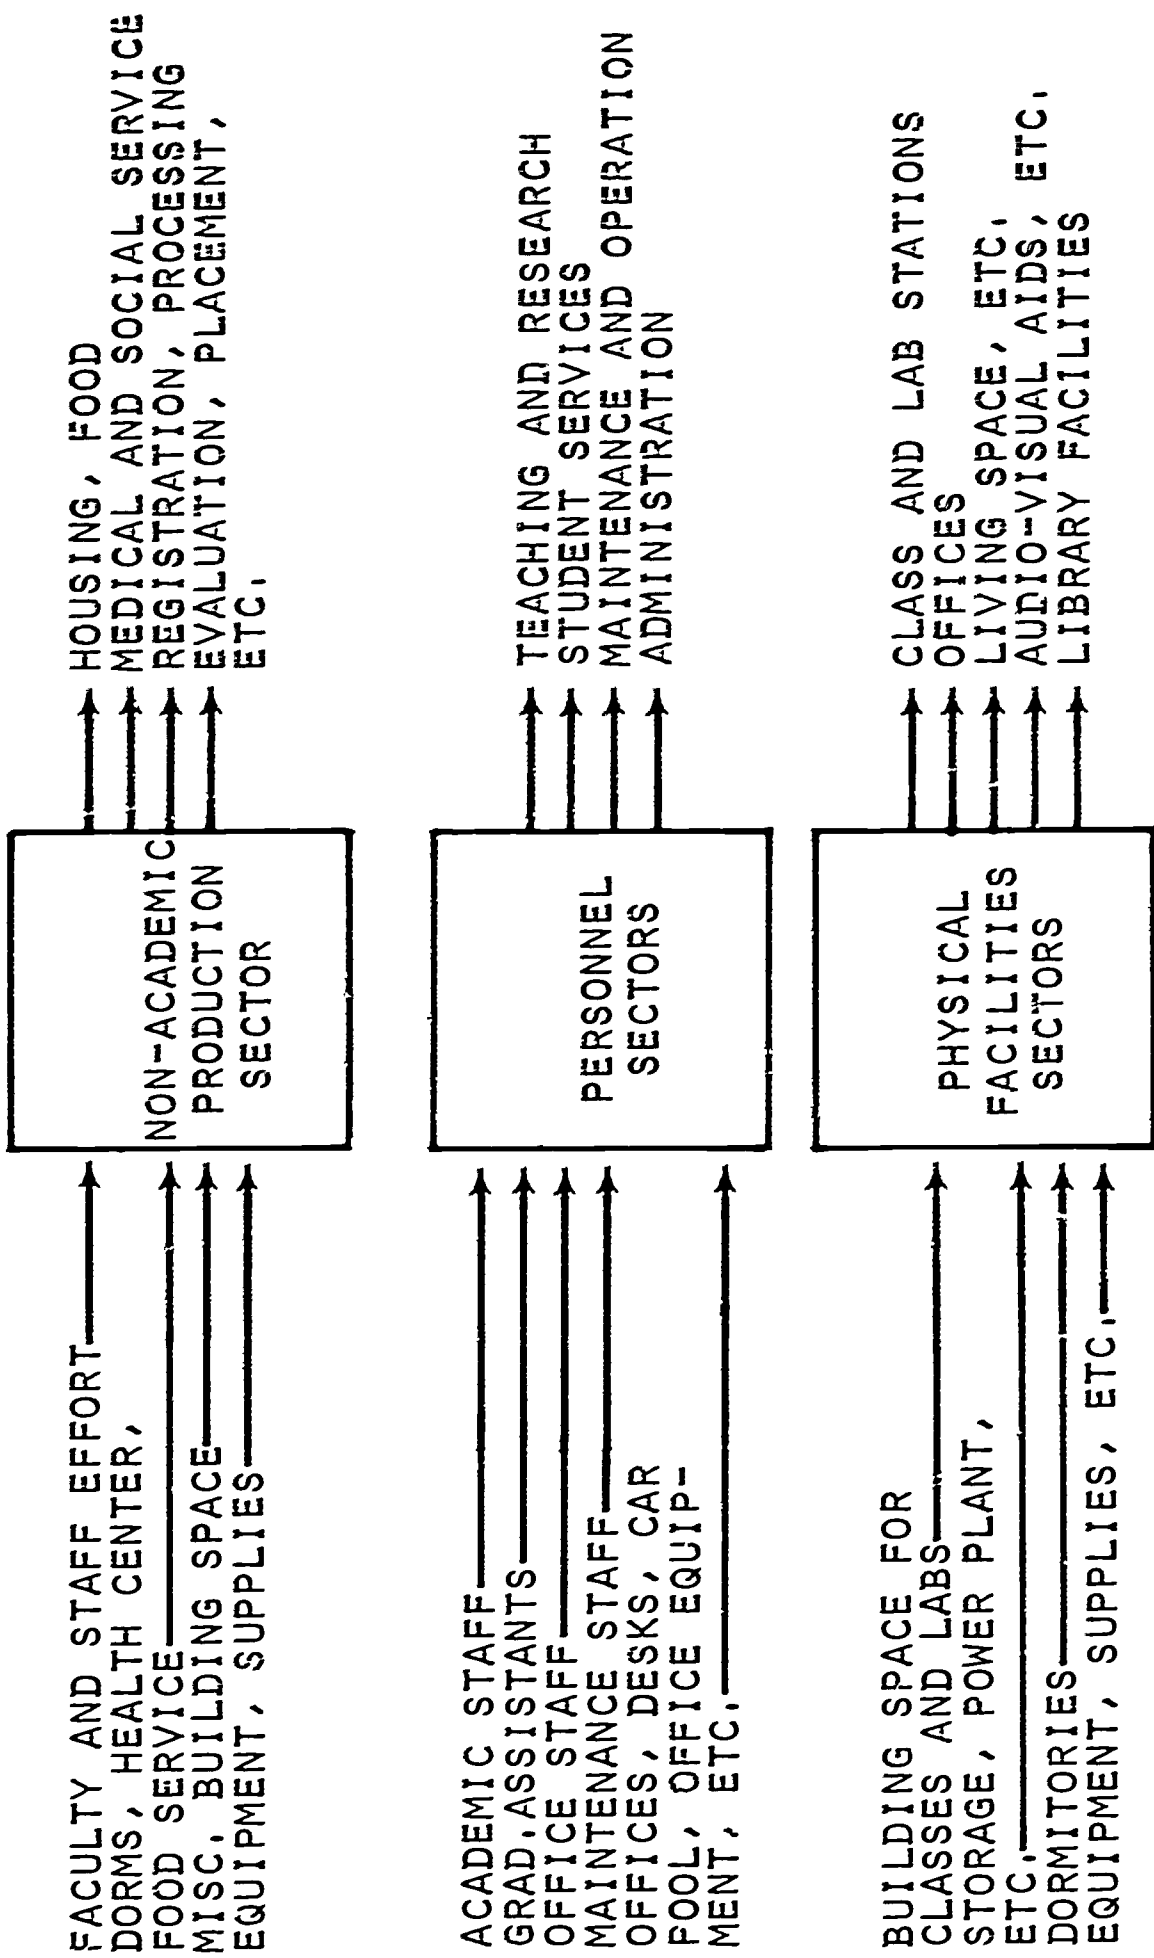 FACULTY AND STAFF EFFORT
DORMS, HEALTH CENTER,
FOOD SERVICE
MISC. BUILDING SPACE
EQUIPMENT, SUPPLIES
NON-ACADEMIC
PRODUCTION
SECTOR
HOUSING, FOOD
MEDICAL AND SOCIAL SERVICE
REGISTRATION, PROCESSING
EVALUATION, PLACEMENT,
ETC.
ACADEMIC STAFF
GRAD.ASSISTANTS
OFFICE STAFF
MAINTENANCE STAFF
OFFICES, DESKS, CAR
POOL, OFFICE EQUIP-
MENT, ETC.
PERSONNEL
SECTORS
TEACHING AND RESEARCH
STUDENT SERVICES
MAINTENANCE AND OPERATION
ADMINISTRATION
BUILDING SPACE FOR
CLASSES AND LABS
STORAGE, POWER PLANT,
ETC.
DORMITORIES
EQUIPMENT, SUPPLIES, ETC.
PHYSICAL
FACILITIES
SECTORS
CLASS AND LAB STATIONS
OFFICES
LIVING SPACE, ETC.
AUDIO-VISUAL AIDS, ETC.
LIBRARY FACILITIES